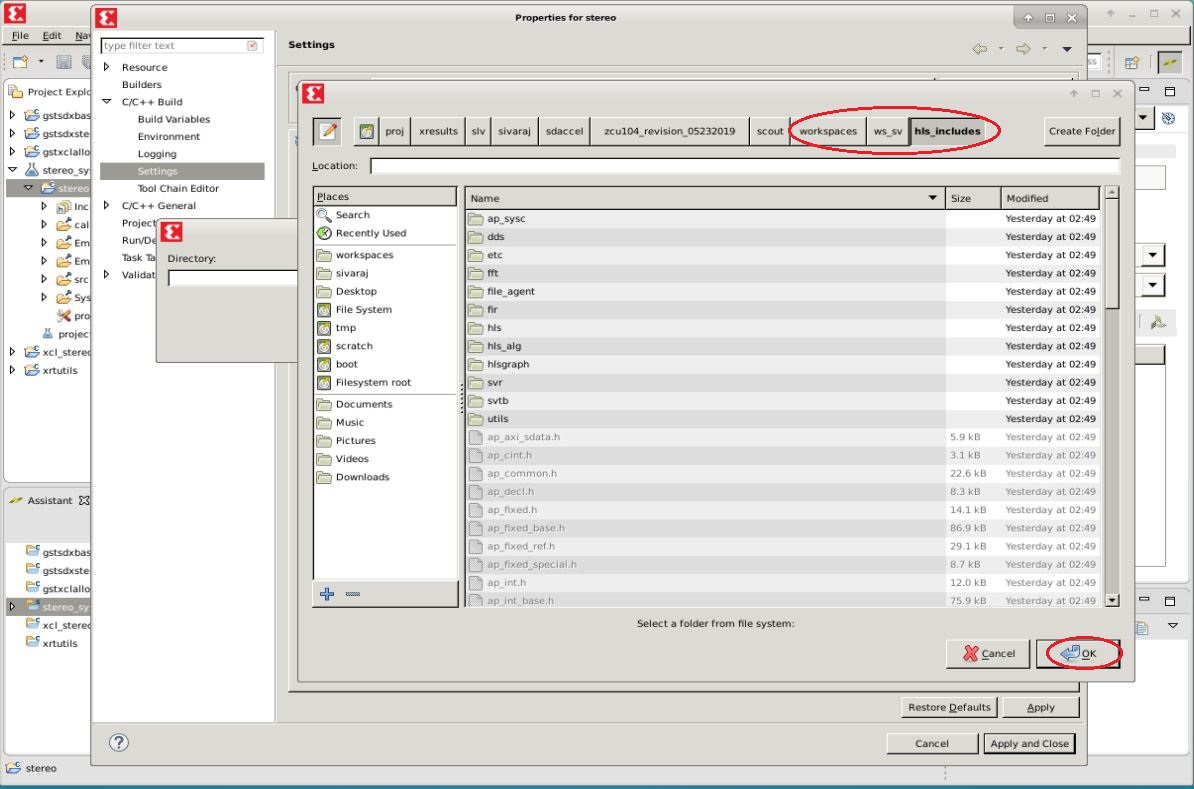 Properties for stereo
File Edit Nav
type filter text
Settings
Resource
Builders
C/C++ Build
Build Variables
Environment
Logging
Settings
Tool Chain Editor
C/C++ General
Project
Run/De
Task Ta
Validat
Project Explo
gstsdxbas
gstsdxste
gstxclallo
stereo_sy
stereo
Inc
cal
Em
Em
src
Sys
pro
project
xcl_stereo
xrtutils
Directory:
proj xresults slv sivaraj sdaccel zcu104_revision_05232019 scout workspaces ws_sv hls_includes Create Folder
Location:
Places
Search
Recently Used
workspaces
sivaraj
Desktop
File System
tmp
scratch
boot
Filesystem root
Documents
Music
Pictures
Videos
Downloads
Name Size Modified
ap_sysc Yesterday at 02:49
dds Yesterday at 02:49
etc Yesterday at 02:49
fft Yesterday at 02:49
file_agent Yesterday at 02:49
fir Yesterday at 02:49
hls Yesterday at 02:49
hls_alg Yesterday at 02:49
hlsgraph Yesterday at 02:49
svr Yesterday at 02:49
svtb Yesterday at 02:49
utils Yesterday at 02:49
ap_axi_sdata.h 5.9 kB Yesterday at 02:49
ap_cint.h 3.1 kB Yesterday at 02:49
ap_common.h 22.6 kB Yesterday at 02:49
ap_decl.h 8.3 kB Yesterday at 02:49
ap_fixed.h 14.1 kB Yesterday at 02:49
ap_fixed_base.h 86.9 kB Yesterday at 02:49
ap_fixed_ref.h 29.1 kB Yesterday at 02:49
ap_fixed_special.h 8.7 kB Yesterday at 02:49
ap_int.h 12.0 kB Yesterday at 02:49
ap_int_base.h 75.9 kB Yesterday at 02:49
Select a folder from file system:
Cancel OK
Restore Defaults Apply
Cancel Apply and Close
Assistant
gstsdxbas
gstsdxste
gstxclallo
stereo_sy
xcl_stereo
xrtutils
stereo